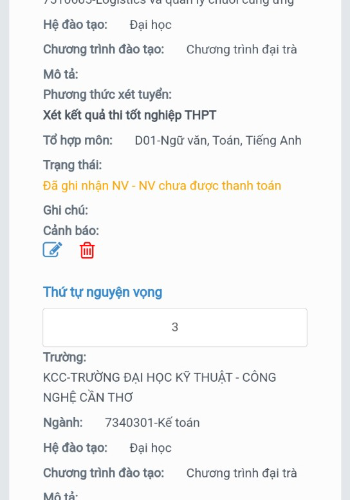 7510605-Logistics và quản lý chuỗi cung ứng
Hệ đào tạo: Đại học
Chương trình đào tạo: Chương trình đại trà
Mô tả:
Phương thức xét tuyển:
Xét kết quả thi tốt nghiệp THPT
Tổ hợp môn: D01-Ngữ văn, Toán, Tiếng Anh
Trạng thái:
Đã ghi nhận NV - NV chưa được thanh toán
Ghi chú:
Cảnh báo:
Thứ tự nguyện vọng
3
Trường:
KCC-TRƯỜNG ĐẠI HỌC KỸ THUẬT - CÔNG
NGHỆ CẦN THƠ
Ngành: 7340301-Kế toán
Hệ đào tạo: Đại học
Chương trình đào tạo: Chương trình đại trà
Mô tả: